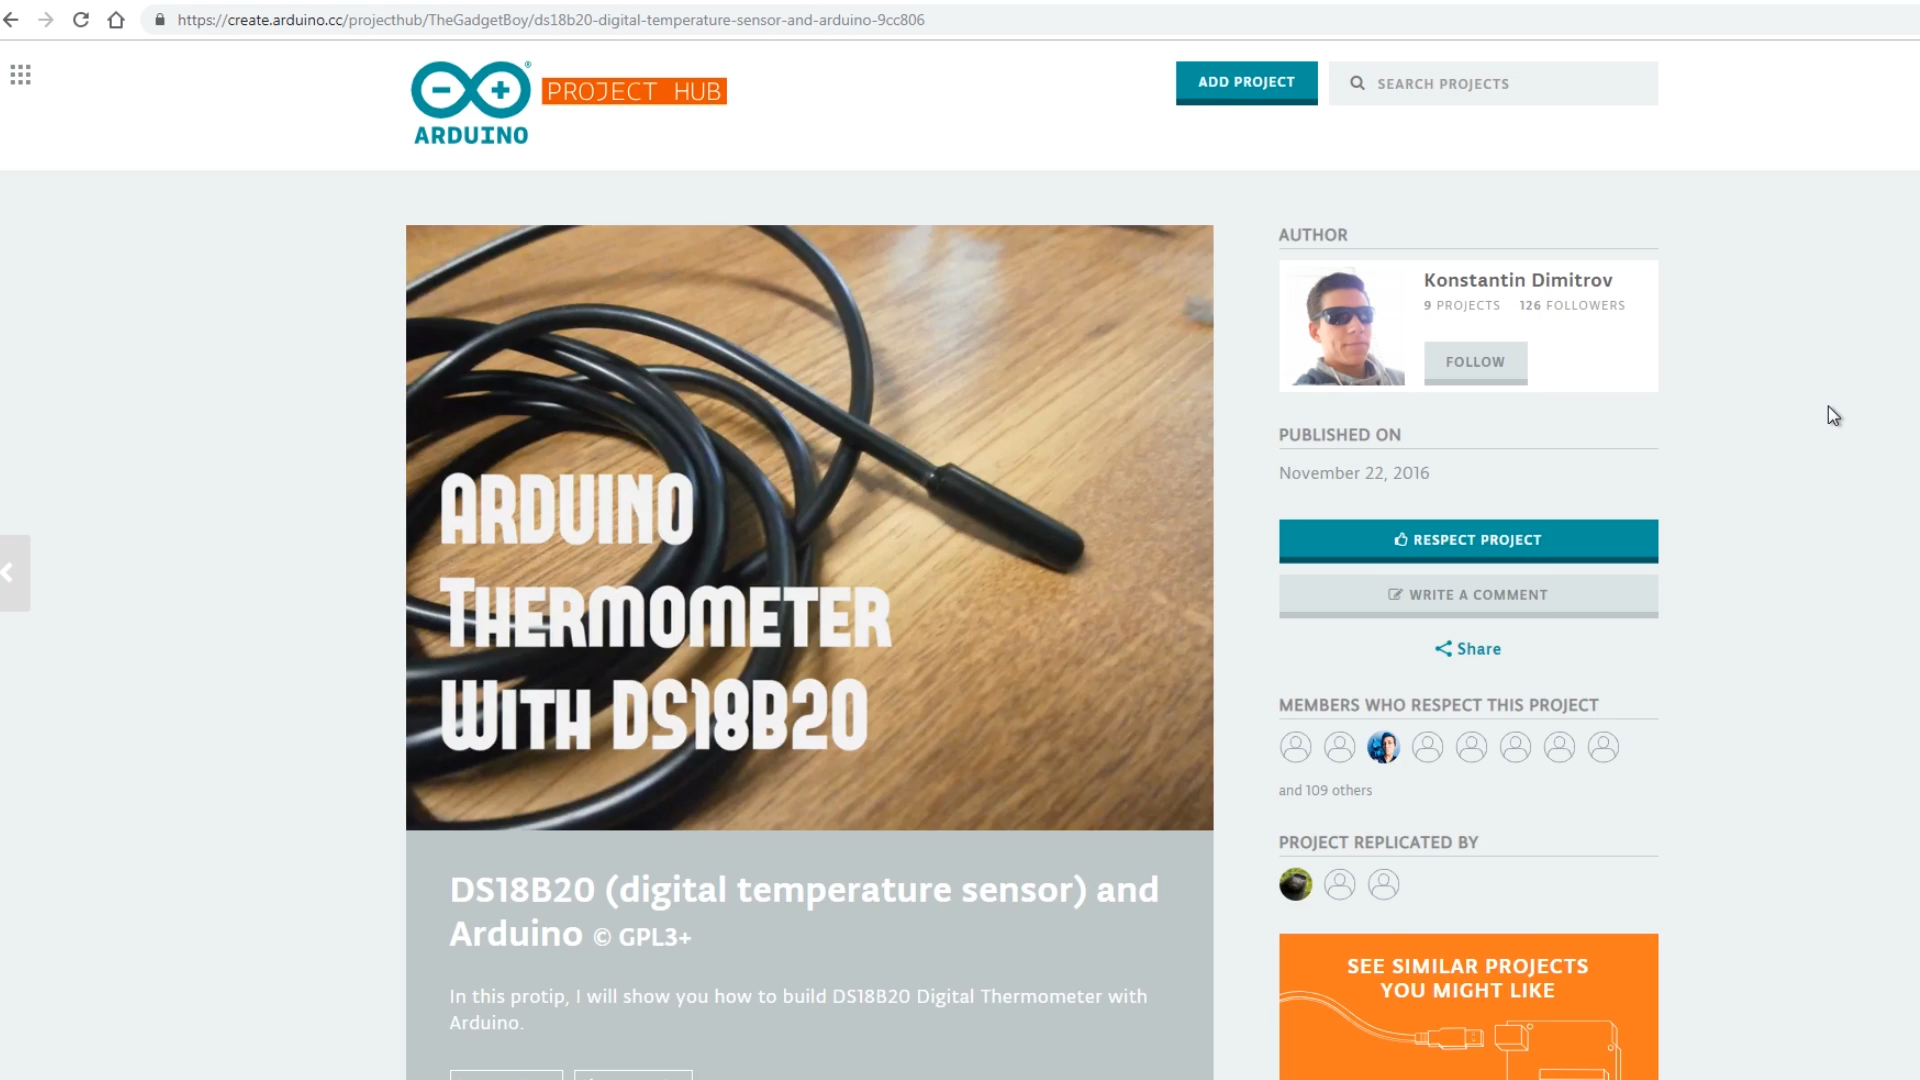 https://create.arduino.cc/projecthub/TheGadgetBoy/ds18b20-digital-temperature-sensor-and-arduino-9cc806
ARDUINO
PROJECT HUB
ADD PROJECT
SEARCH PROJECTS
ARDUINO
THERMOMETER
WITH DS18B20
DS18B20 (digital temperature sensor) and
Arduino © GPL3+
In this protip, I will show you how to build DS18B20 Digital Thermometer with
Arduino.
AUTHOR
Konstantin Dimitrov
9 PROJECTS 126 FOLLOWERS
FOLLOW
PUBLISHED ON
November 22, 2016
RESPECT PROJECT
WRITE A COMMENT
Share
MEMBERS WHO RESPECT THIS PROJECT
and 109 others
PROJECT REPLICATED BY
SEE SIMILAR PROJECTS
YOU MIGHT LIKE